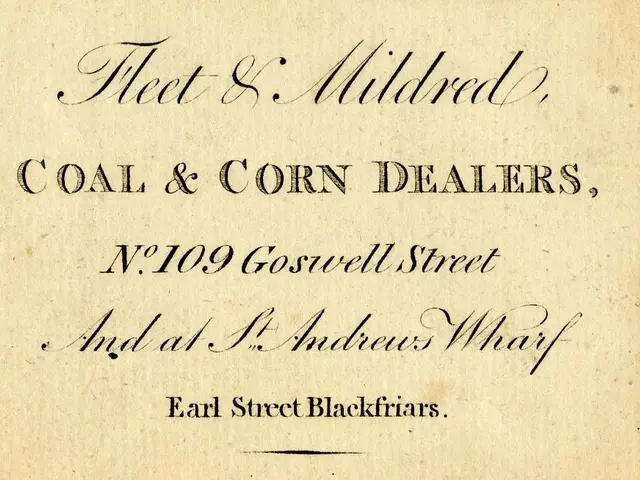 Fleet & Mildred,
COAL & CORN DEALERS,
No. 109 Goswell Street
And at St. Andrews Wharf
Earl Street Blackfriars.